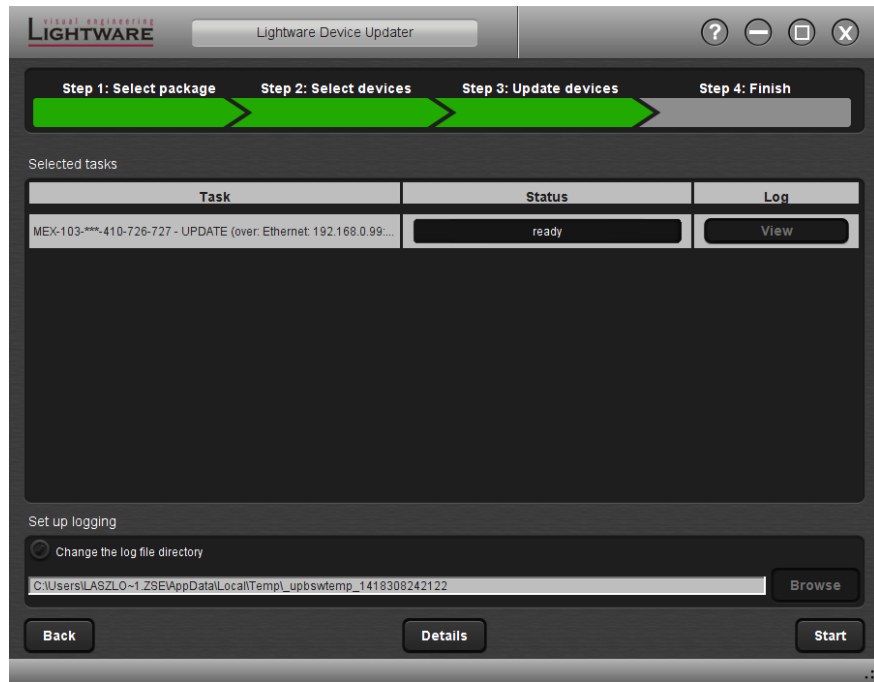 visual engineering
LIGHTWARE
Lightware Device Updater
?
X
Step 1: Select package
Step 2: Select devices
Step 3: Update devices
Step 4: Finish
Selected tasks
Task
Status
Log
MEX-103-***-410-726-727 - UPDATE (over: Ethernet: 192.168.0.99:...
ready
View
Set up logging
Change the log file directory
C:\Users\LASZLO~1.ZSE\AppData\Local\Temp\_upbswtemp_1418308242122
Browse
Back
Details
Start